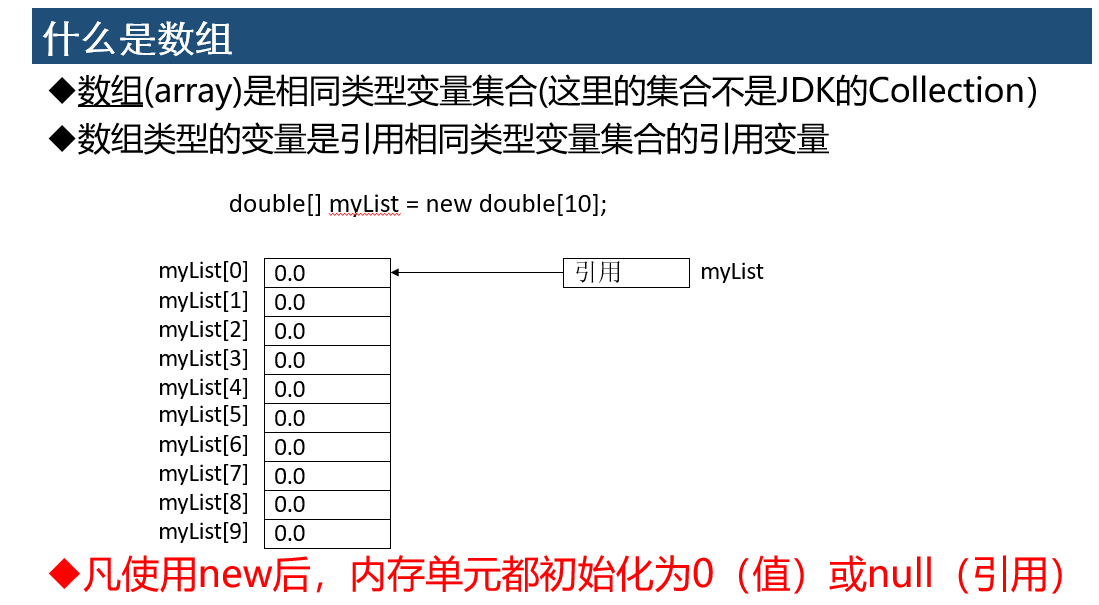 什么是数组
◆数组(array)是相同类型变量集合(这里的集合不是JDK的Collection）
◆数组类型的变量是引用相同类型变量集合的引用变量
double[] myList = new double[10];
myList[0] 0.0 引用 myList
myList[1] 0.0
myList[2] 0.0
myList[3] 0.0
myList[4] 0.0
myList[5] 0.0
myList[6] 0.0
myList[7] 0.0
myList[8] 0.0
myList[9] 0.0
◆凡使用new后，内存单元都初始化为0（值）或null（引用）